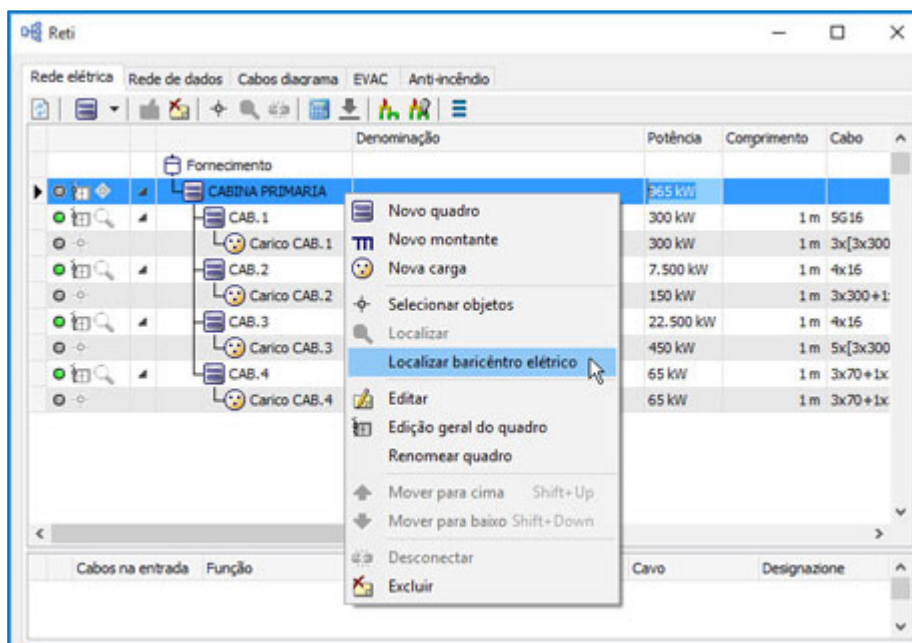 Reti
Rede elétrica Rede de dados Cabos diagrama EVAC Anti-incêndio
Denominação Potência Comprimento Cabo
Fornecimento
CABINA PRIMARIA 965 kW
CAB.1 300 kW 1 m SG16
Carico CAB.1 300 kW 1 m 3x[3x300
CAB.2 7.500 kW 1 m 4x16
Carico CAB.2 150 kW 1 m 3x300+1:
CAB.3 22.500 kW 1 m 4x16
Carico CAB.3 450 kW 1 m 5x[3x300
CAB.4 65 kW 1 m 3x70+1x
Carico CAB.4 65 kW 1 m 3x70+1x
Novo quadro
Novo montante
Nova carga
Selecionar objetos
Localizar
Localizar baricêntro elétrico
Editar
Edição geral do quadro
Renomear quadro
Mover para cima Shift+Up
Mover para baixo Shift+Down
Desconectar
Excluir
Cabos na entrada Função Cavo Designazione